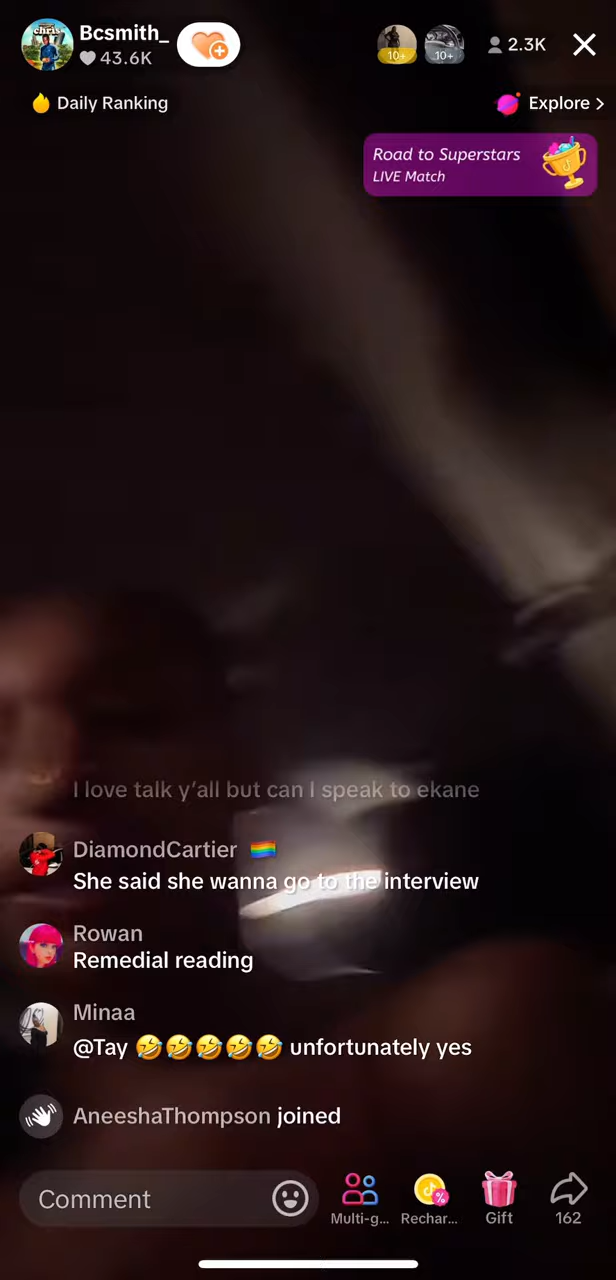 Bcsmith_
43.6K
10+
10+
2.3K
Daily Ranking
Explore >
Road to Superstars
LIVE Match
I love talk y'all but can I speak to ekane
DiamondCartier 🏳️‍🌈
She said she wanna go to the interview
Rowan
Remedial reading
Minaa
@Tay 🤣🤣🤣🤣🤣 unfortunately yes
AneeshaThompson joined
Comment
Multi-g...
Rechar...
Gift
162